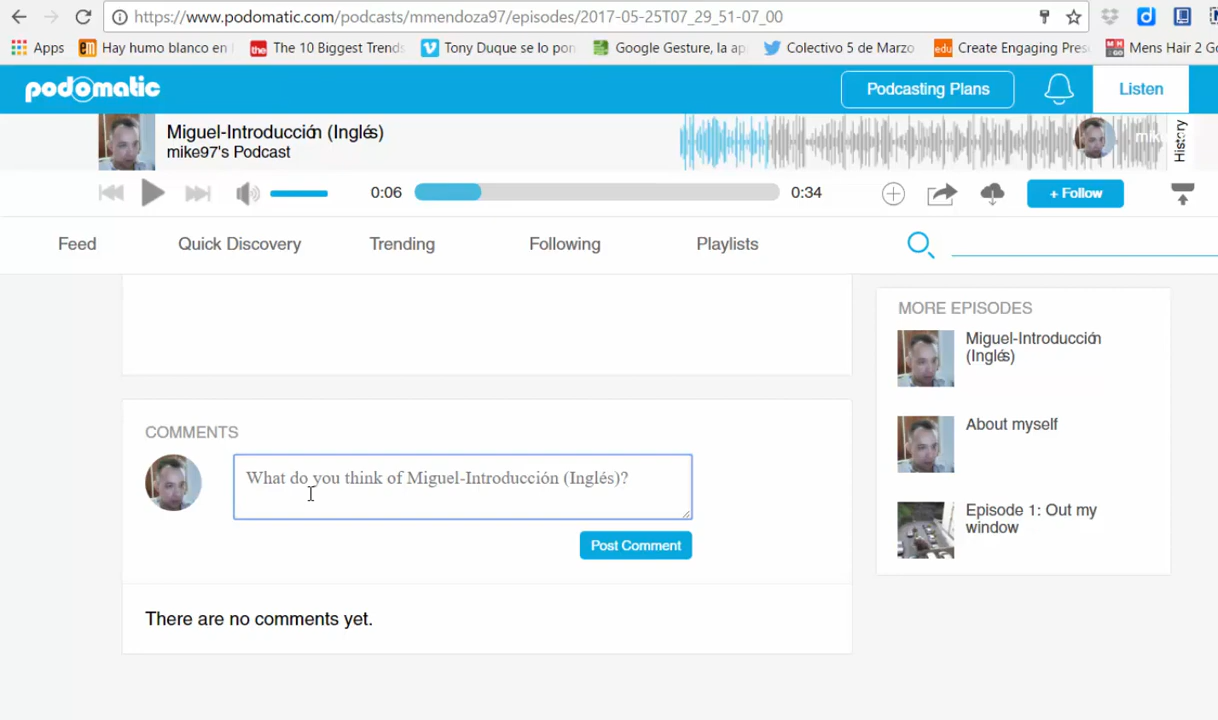 https://www.podomatic.com/podcasts/mmendoza97/episodes/2017-05-25T07_29_51-07_00
Apps Hay humo blanco en The 10 Biggest Trends Tony Duque se lo pon Google Gesture, la ap Colectivo 5 de Marzo Create Engaging Pres Mens Hair 2 Go
podomatic Podcasting Plans Listen
Miguel-Introducción (Inglés)
mike97's Podcast
mik
History
0:06 0:34 + Follow
Feed Quick Discovery Trending Following Playlists
COMMENTS
What do you think of Miguel-Introducción (Inglés)?
Post Comment
There are no comments yet.
MORE EPISODES
Miguel-Introducción
(Inglés)
About myself
Episode 1: Out my
window